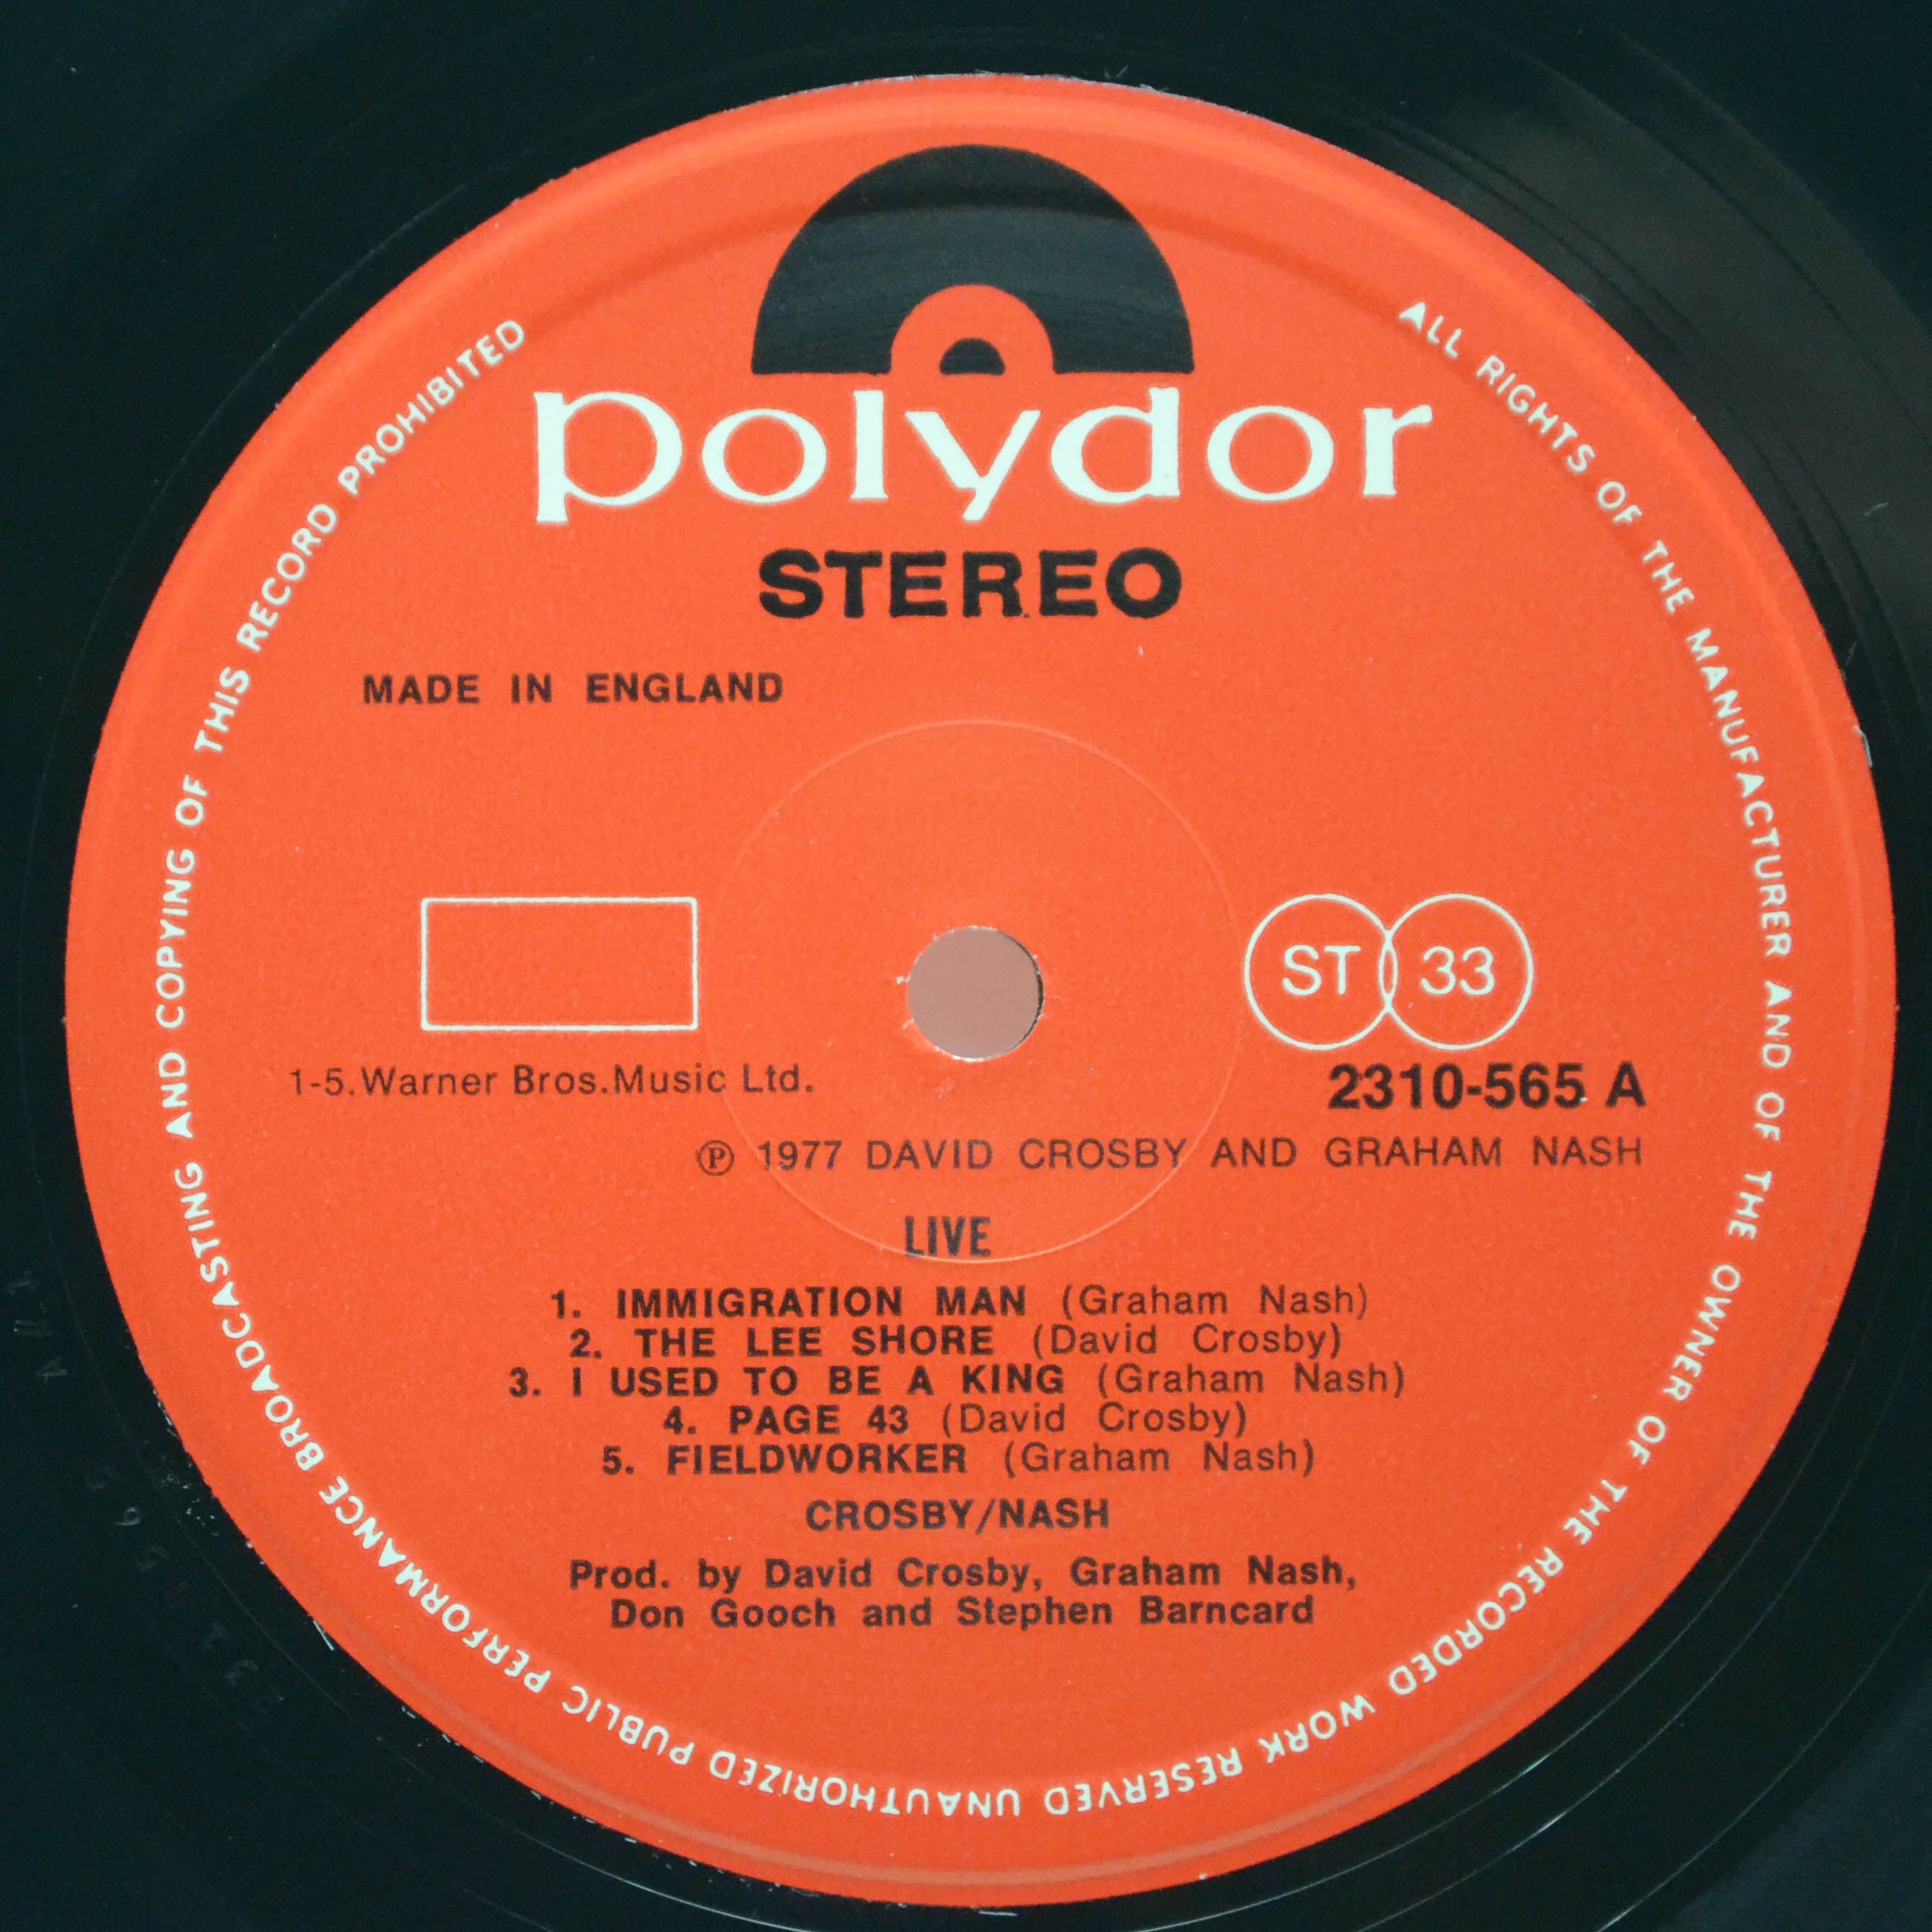 polydor
STEREO
MADE IN ENGLAND
ST 33
1-5.Warner Bros.Music Ltd.
2310-565 A
℗ 1977 DAVID CROSBY AND GRAHAM NASH
LIVE
1. IMMIGRATION MAN (Graham Nash)
2. THE LEE SHORE (David Crosby)
3. I USED TO BE A KING (Graham Nash)
4. PAGE 43 (David Crosby)
5. FIELDWORKER (Graham Nash)
CROSBY/NASH
Prod. by David Crosby, Graham Nash,
Don Gooch and Stephen Barncard
ALL RIGHTS OF THE MANUFACTURER AND OF THE OWNER OF THE RECORDED WORK RESERVED UNAUTHORIZED PUBLIC PERFORMANCE BROADCASTING AND COPYING OF THIS RECORD PROHIBITED